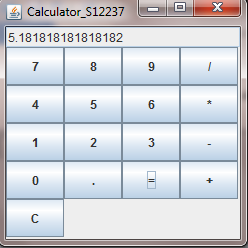 Calculator_S12237
5.181818181818182
7 8 9 /
4 5 6 *
1 2 3 -
0 . = +
C